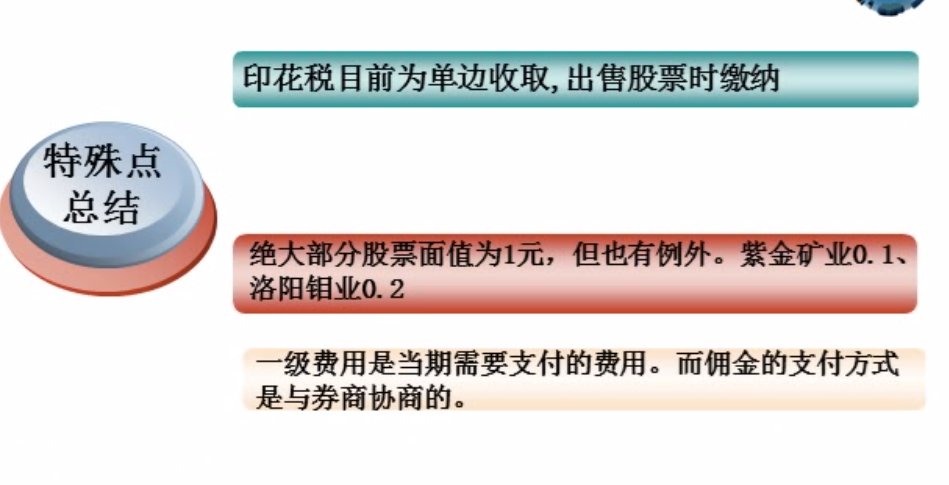 印花税目前为单边收取,出售股票时缴纳
特殊点
总结
绝大部分股票面值为1元，但也有例外。紫金矿业0.1、
洛阳钼业0.2
一级费用是当期需要支付的费用。而佣金的支付方式
是与券商协商的。